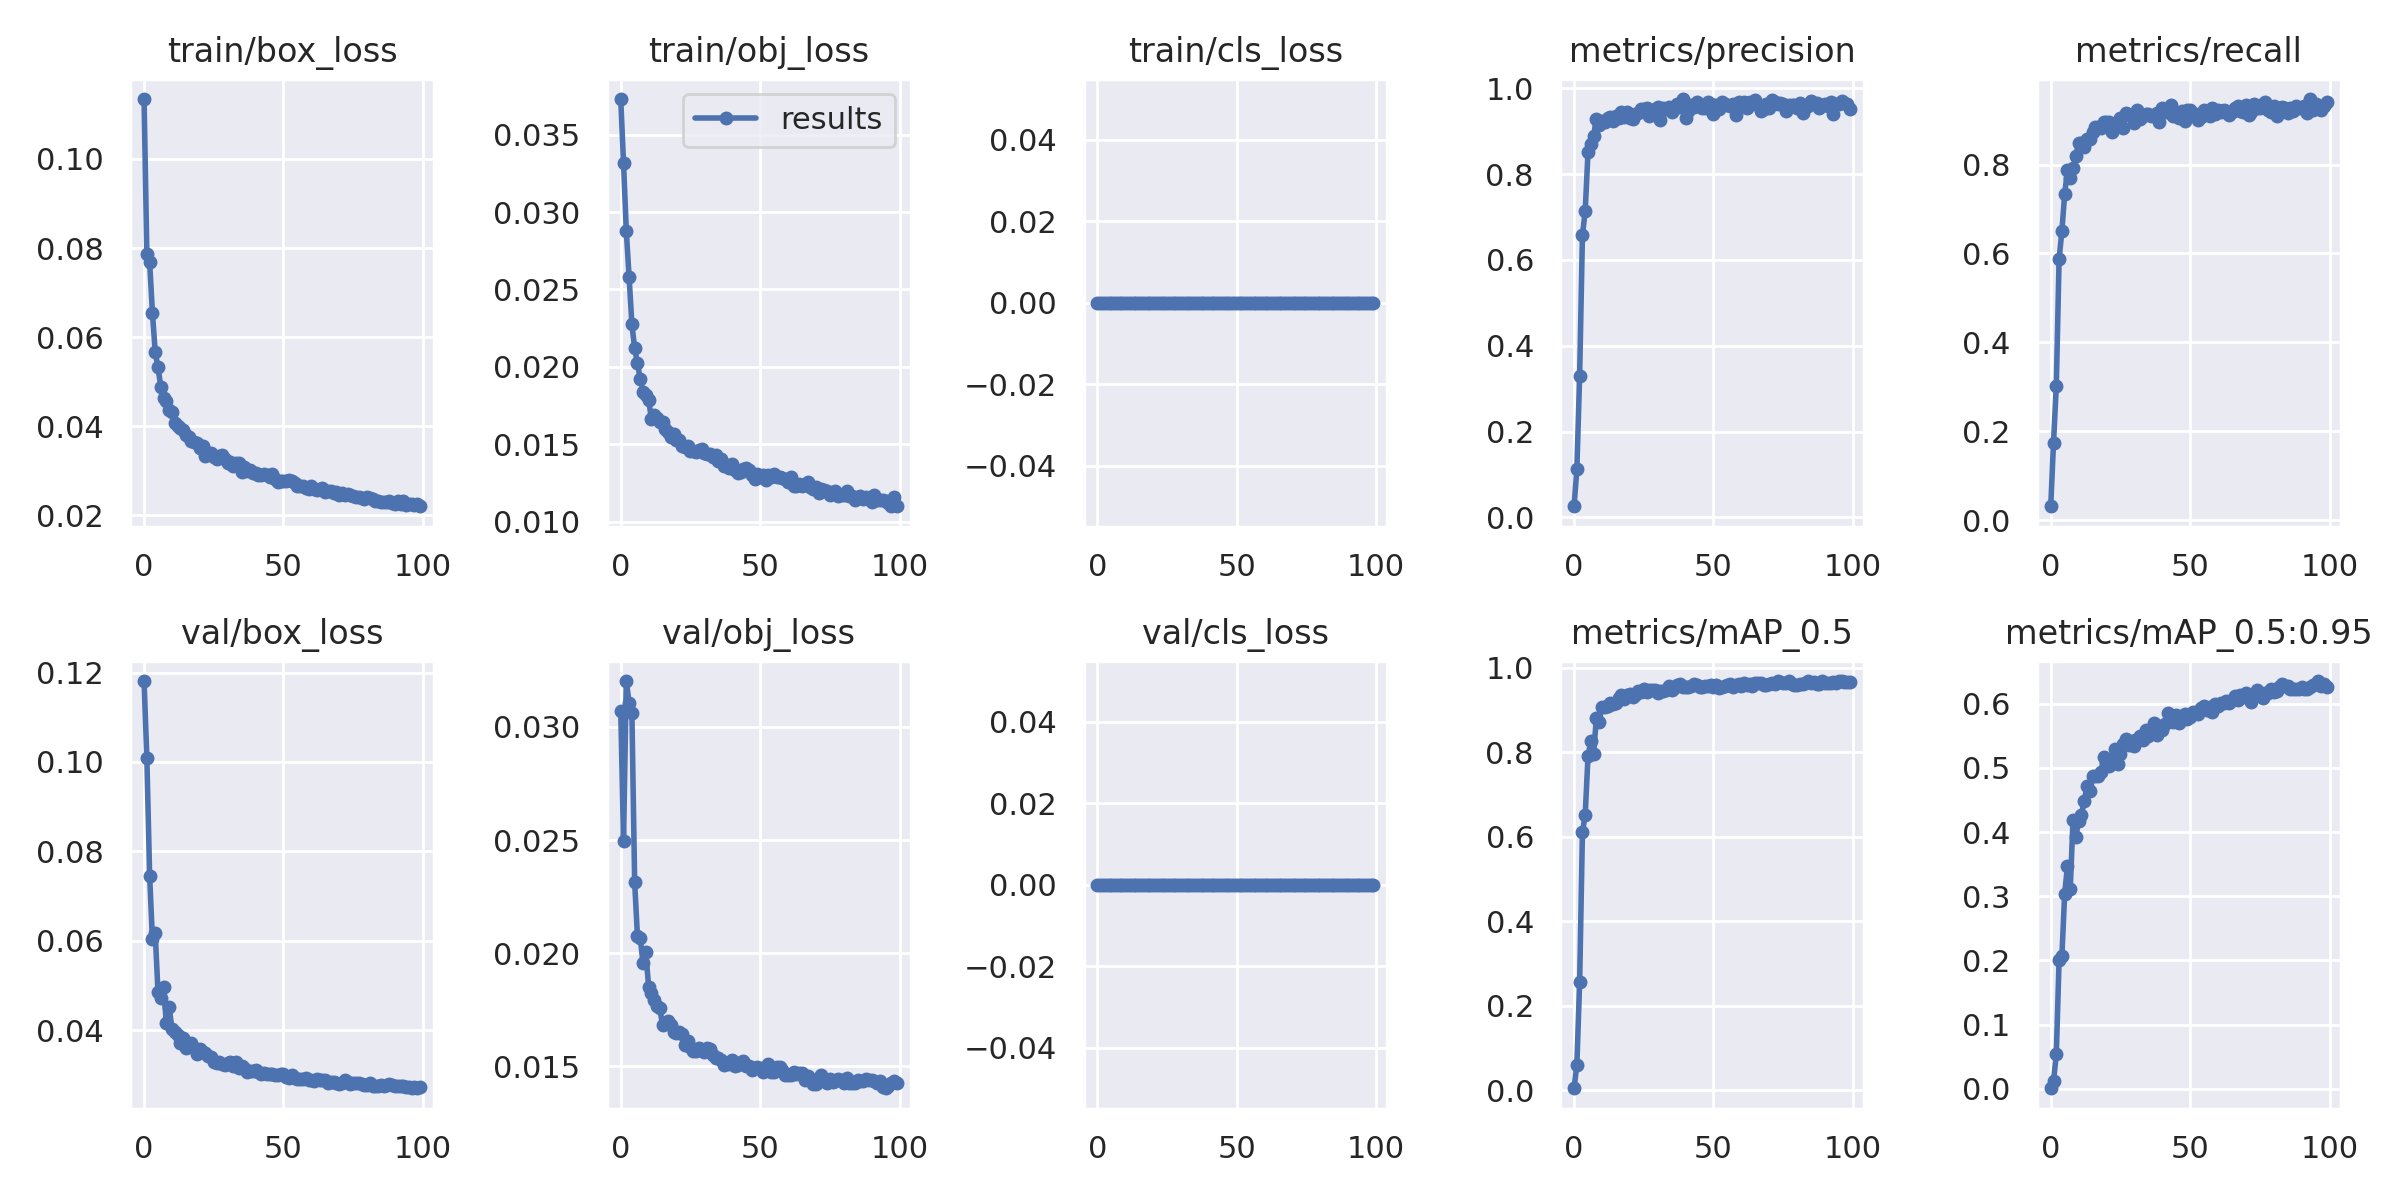 train/box_loss
0.10
0.08
0.06
0.04
0.02
0 50 100
train/obj_loss
results
0.035
0.030
0.025
0.020
0.015
0.010
0 50 100
train/cls_loss
0.04
0.02
0.00
−0.02
−0.04
0 50 100
metrics/precision
1.0
0.8
0.6
0.4
0.2
0.0
0 50 100
metrics/recall
0.8
0.6
0.4
0.2
0.0
0 50 100
val/box_loss
0.12
0.10
0.08
0.06
0.04
0 50 100
val/obj_loss
0.030
0.025
0.020
0.015
0 50 100
val/cls_loss
0.04
0.02
0.00
−0.02
−0.04
0 50 100
metrics/mAP_0.5
1.0
0.8
0.6
0.4
0.2
0.0
0 50 100
metrics/mAP_0.5:0.95
0.6
0.5
0.4
0.3
0.2
0.1
0.0
0 50 100